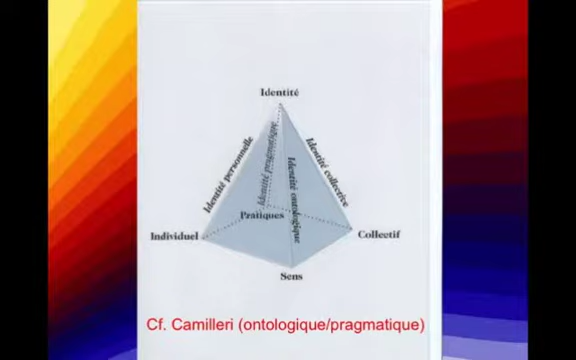 Identité
Identité personnelle
Identité pragmatique
Identité ontologique
Identité collective
Pratiques
Individuel
Collectif
Sens
Cf. Camilleri (ontologique/pragmatique)